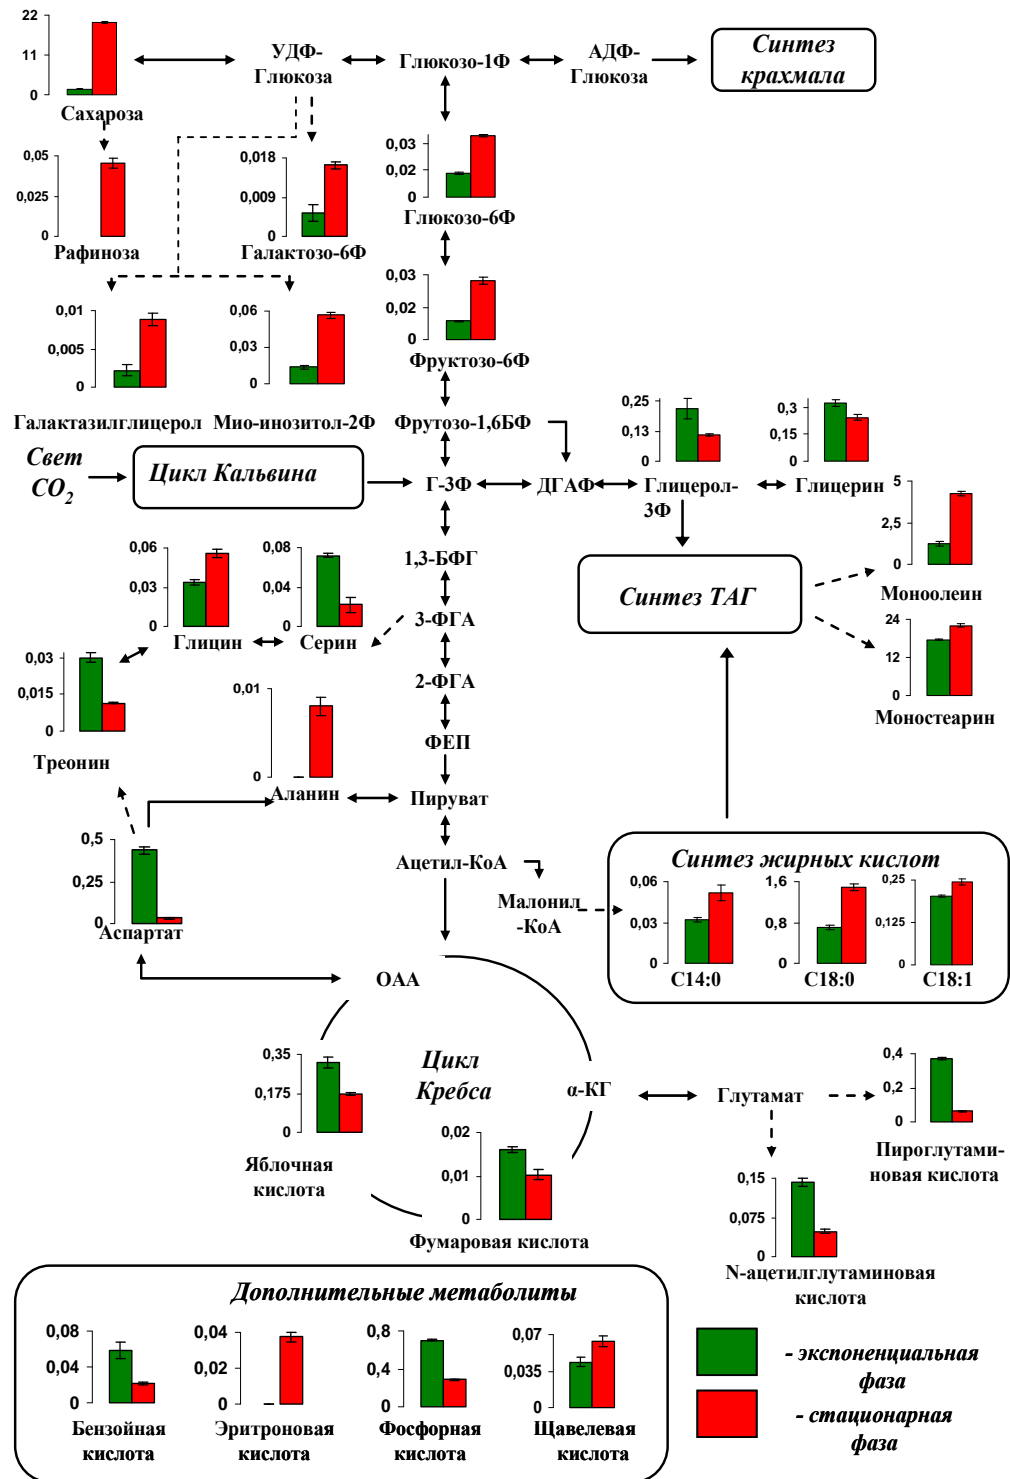 22
11
0
Сахароза
УДФ-
Глюкоза
Глюкозо-1Ф
АДФ-
Глюкоза
Синтез
крахмала
0,05
0,025
0
Рафиноза
0,018
0,009
0
Галактозо-6Ф
0,03
0,02
0
Глюкозо-6Ф
0,03
0,02
0
Фруктозо-6Ф
0,01
0,005
0
Галактазилглицерол
0,06
0,03
0
Мио-инозитол-2Ф
Фрутозо-1,6БФ
0,25
0,13
0
Глицерол-
3Ф
0,3
0,15
0
Глицерин
Свет
CO2
Цикл Кальвина
Г-3Ф
ДГАФ
5
2,5
0
Моноолеин
1,3-БФГ
0,06
0,03
0
Глицин
0,08
0,04
0
Серин
3-ФГА
Синтез ТАГ
24
12
0
Моностеарин
0,03
0,015
0
Треонин
2-ФГА
0,01
0
Аланин
ФЕП
Пируват
0,5
0,25
0
Аспартат
Ацетил-КоА
Малонил
-КоА
Синтез жирных кислот
0,06
0,03
0
С14:0
1,6
0,8
0
С18:0
0,25
0,125
0
С18:1
ОАА
Цикл
Кребса
0,35
0,175
0
Яблочная
кислота
α-КГ
Глутамат
0,4
0,2
0
Пироглутами-
новая кислота
0,02
0,01
0
Фумаровая кислота
0,15
0,075
0
N-ацетилглутаминовая
кислота
Дополнительные метаболиты
0,08
0,04
0
Бензойная
кислота
0,04
0,02
0
Эритроновая
кислота
0,8
0,4
0
Фосфорная
кислота
0,07
0,035
0
Щавелевая
кислота
- экспоненциальная
фаза
- стационарная
фаза